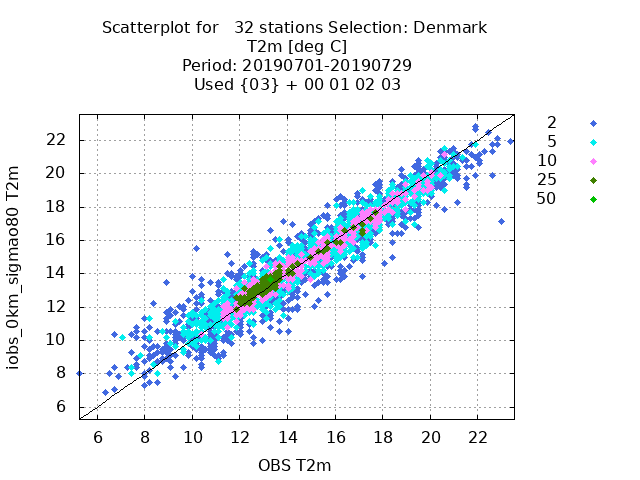 Scatterplot for   32 stations Selection: Denmark
T2m [deg C]
Period: 20190701-20190729
Used {03} + 00 01 02 03
2
5
10
25
50
iobs_0km_sigmao80 T2m
22
20
18
16
14
12
10
8
6
6 8 10 12 14 16 18 20 22
OBS T2m